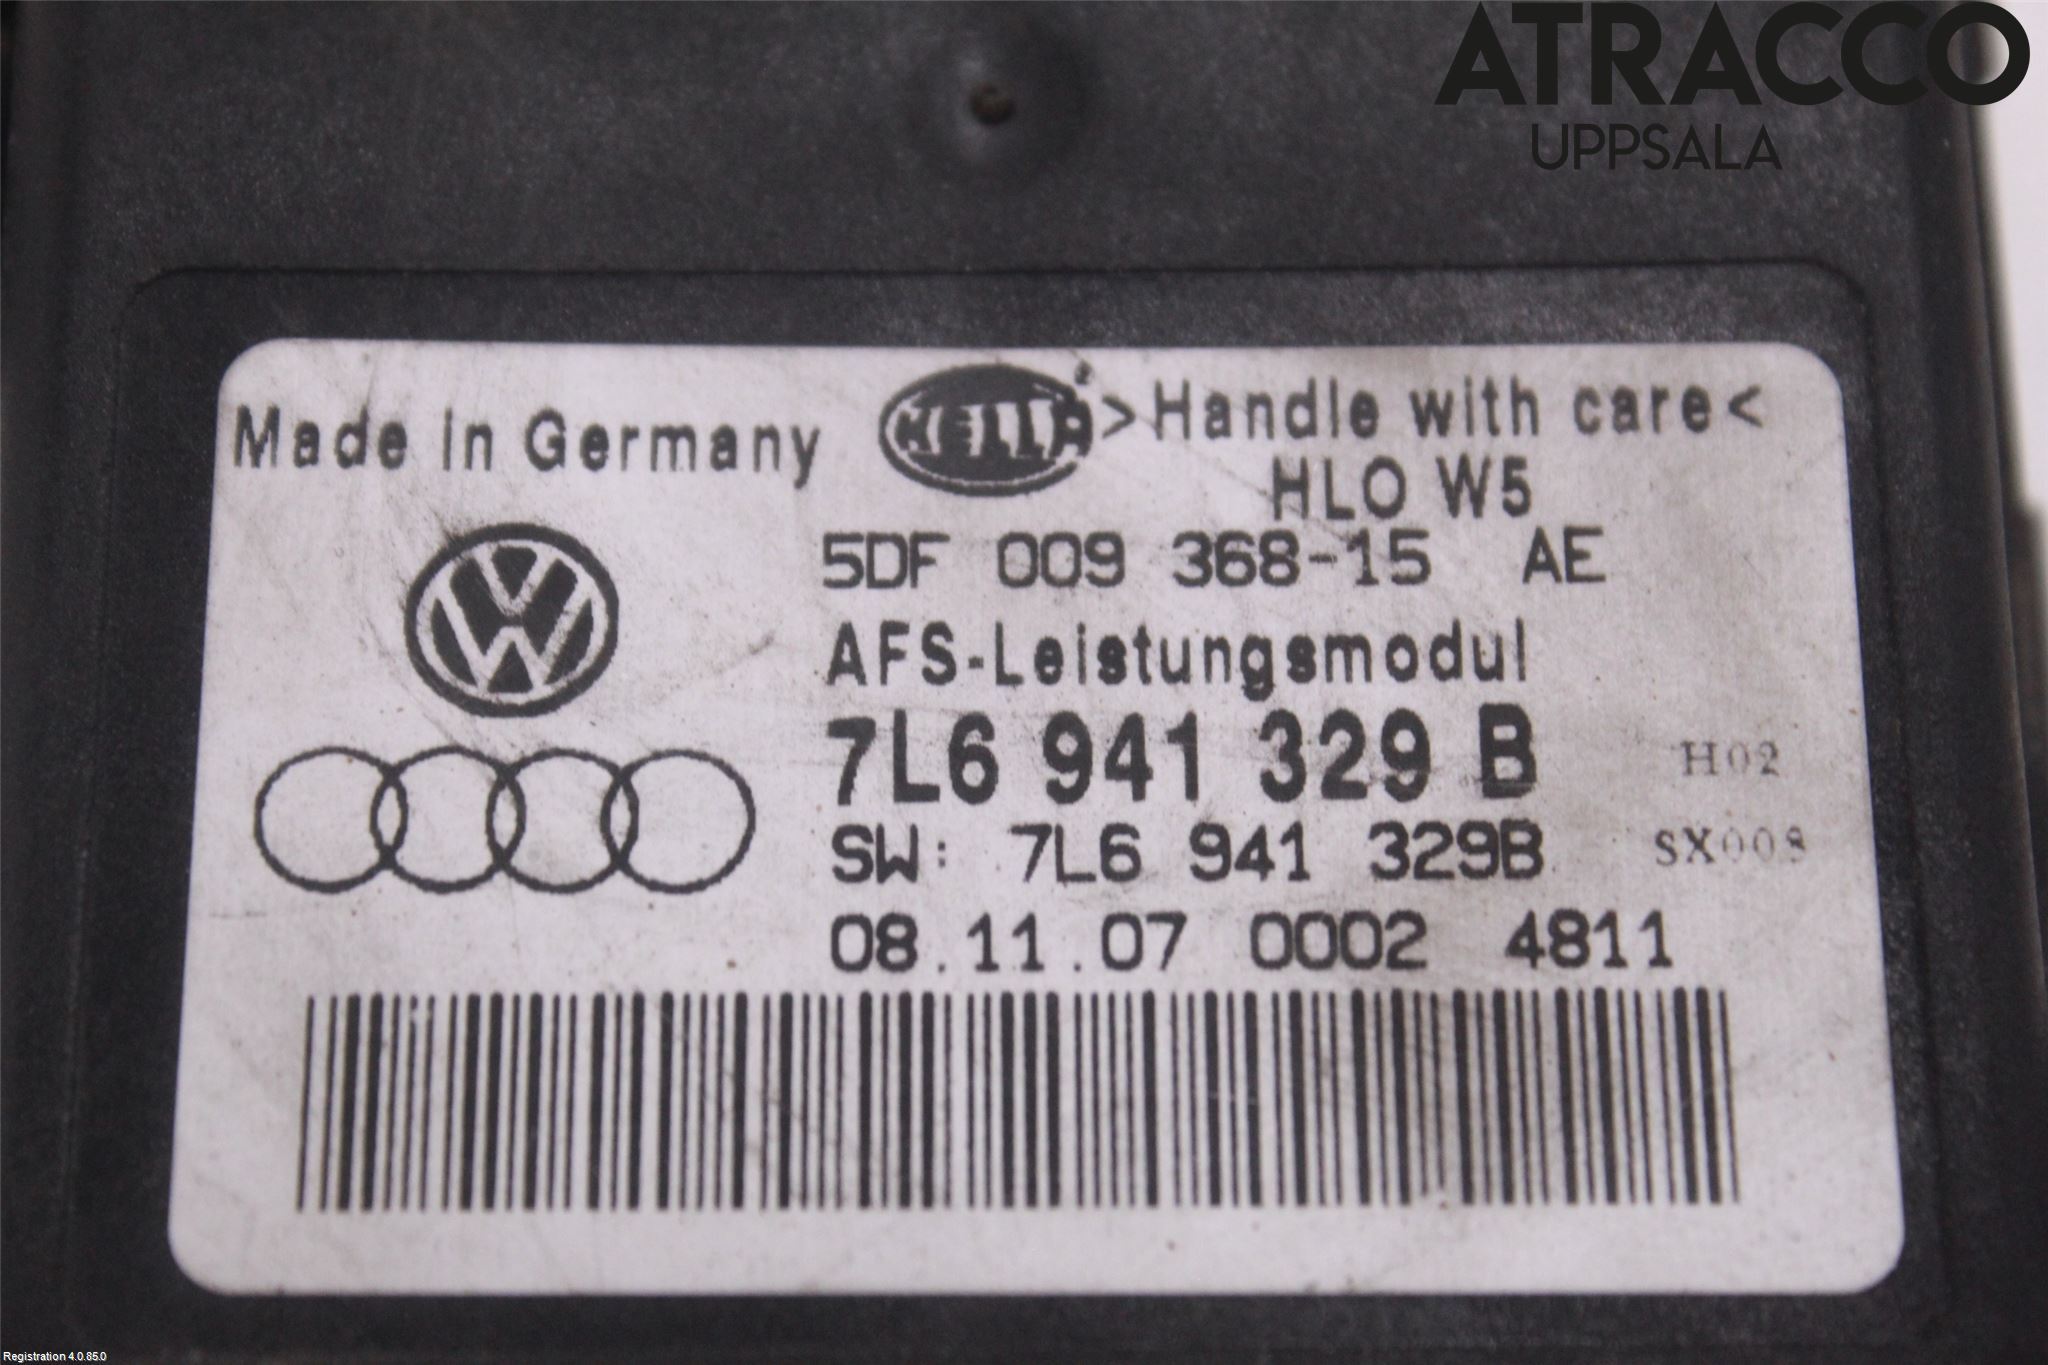 ATRACCO
UPPSALA
Made in Germany HELLA® >Handle with care<
HLO W5
5DF 009 368-15 AE
AFS-Leistungsmodul
7L6 941 329 B H02
SW: 7L6 941 329B SX008
08.11.07 0002 4811
Registration 4.0.85.0